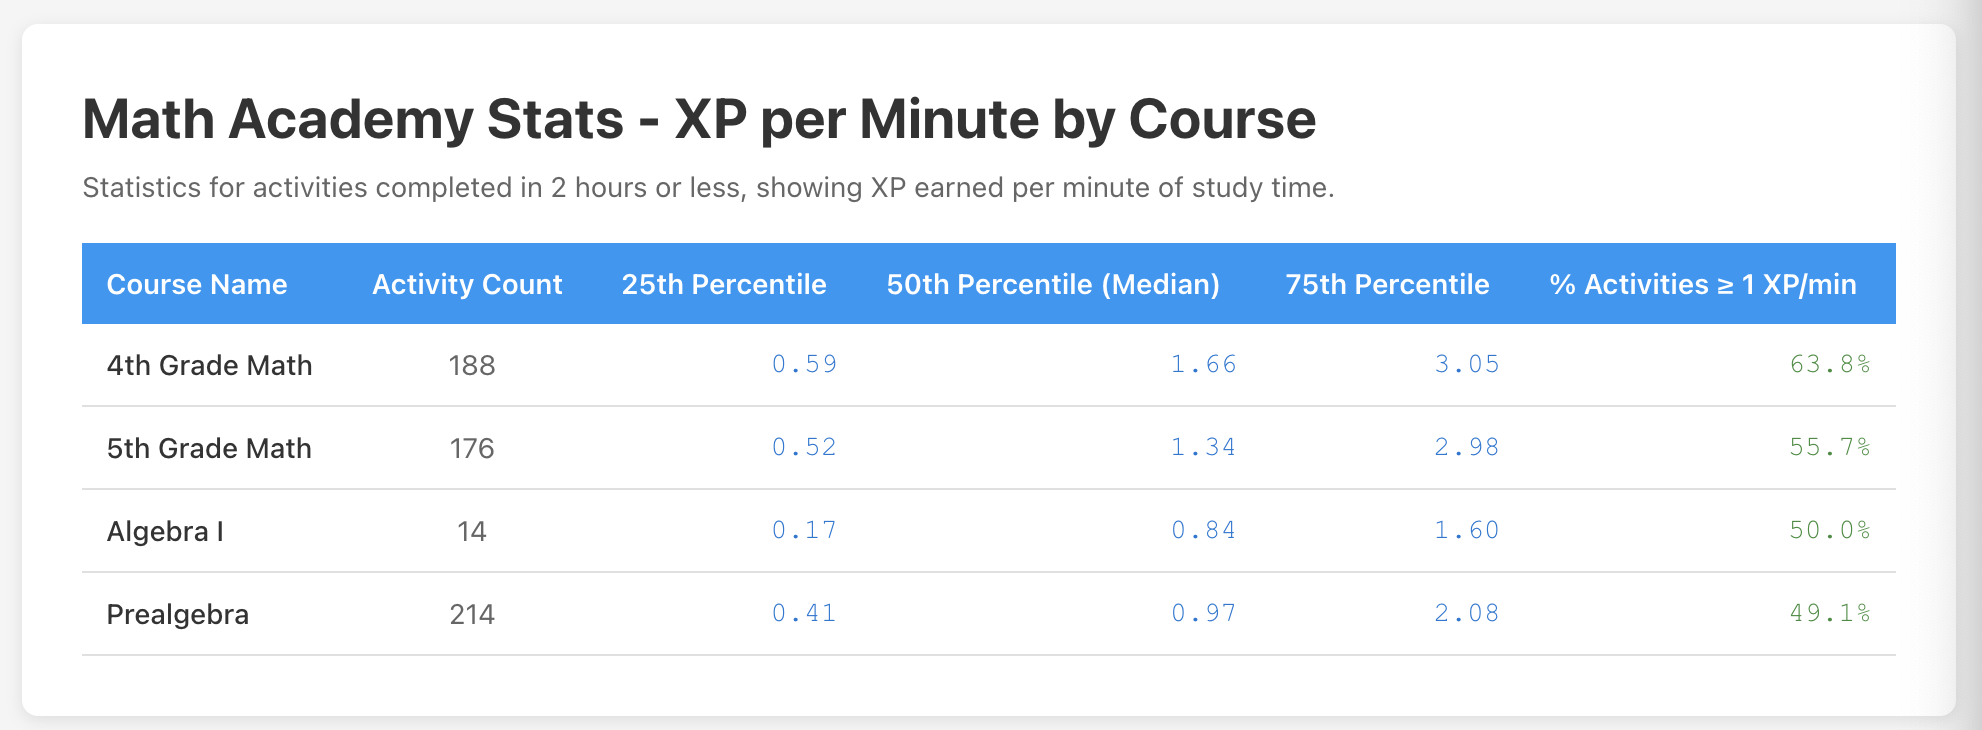 Math Academy Stats - XP per Minute by Course
Statistics for activities completed in 2 hours or less, showing XP earned per minute of study time.
Course Name Activity Count 25th Percentile 50th Percentile (Median) 75th Percentile % Activities ≥ 1 XP/min
4th Grade Math 188 0.59 1.66 3.05 63.8%
5th Grade Math 176 0.52 1.34 2.98 55.7%
Algebra I 14 0.17 0.84 1.60 50.0%
Prealgebra 214 0.41 0.97 2.08 49.1%